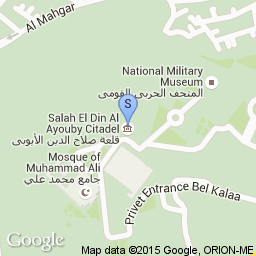 Al Mahgar
National Military
Museum
المتحف الحربي القومي
S
Salah El Din Al
Ayouby Citadel
قلعة صلاح الدين الأيوبي
Mosque of
Muhammad Ali
جامع محمد علي
Privet Entrance Bel Kalaa
Google
Map data ©2015 Google, ORION-ME